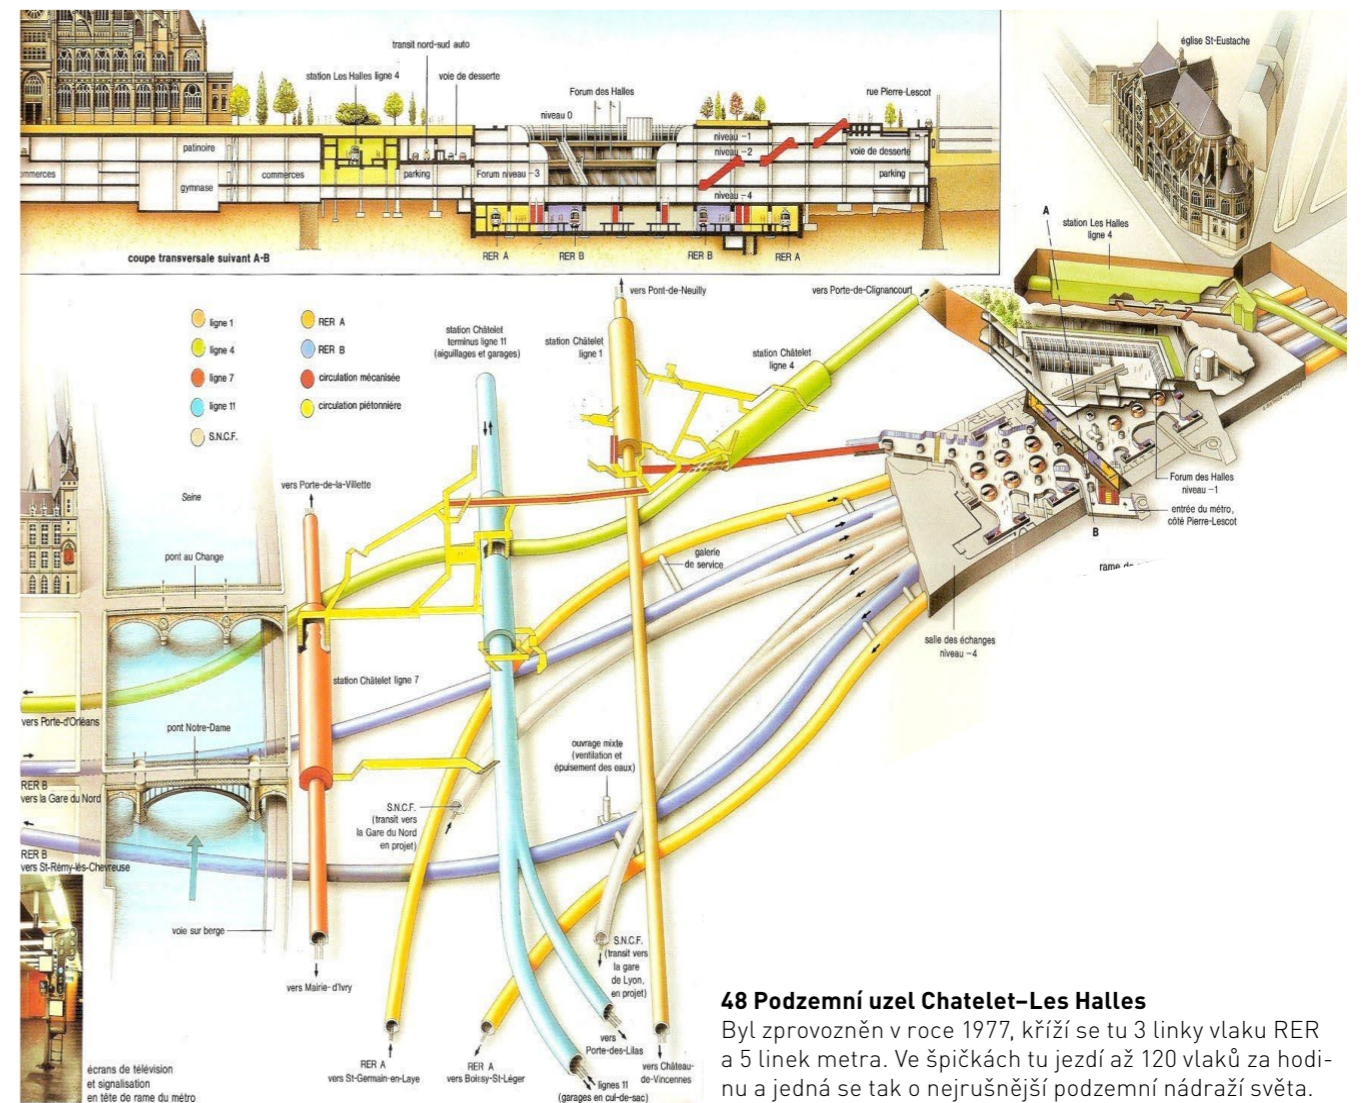 transit nord-sud auto
station Les Halles ligne 4
voie de desserte
Forum des Halles
rue Pierre-Lescot
niveau 0
niveau −1
niveau −2
patinoire
voie de desserte
commerces
parking
Forum niveau −3
parking
gymnase
niveau −4
coupe transversale suivant A-B
RER A
RER B
RER B
RER A
église St-Eustache
A
station Les Halles
ligne 4
vers Pont-de-Neuilly
vers Porte-de-Clignancourt
ligne 1
RER A
ligne 4
RER B
ligne 7
circulation mécanisée
ligne 11
circulation piétonnière
S.N.C.F.
station Châtelet
terminus ligne 11
(aiguillages et garages)
station Châtelet
ligne 1
station Châtelet
ligne 4
Forum des Halles
niveau −1
entrée du métro,
côté Pierre-Lescot
B
Seine
vers Porte-de-la-Villette
pont au Change
galerie
de service
salle des échanges
niveau −4
station Châtelet ligne 7
vers Porte-d'Orléans
pont Notre-Dame
ouvrage mixte
(ventilation et
épuisement des eaux)
RER B
vers la Gare du Nord
S.N.C.F.
(transit vers
la Gare du Nord
en projet)
RER B
vers St-Rémy-lès-Chevreuse
voie sur berge
S.N.C.F.
(transit vers
la gare
de Lyon,
en projet)
vers Mairie-d'Ivry
vers
Porte-des-Lilas
RER A
vers St-Germain-en-Laye
RER A
vers Boissy-St-Léger
vers Château-
de-Vincennes
lignes 11
(garages en cul-de-sac)
écrans de télévision
et signalisation
en tête de rame du métro
48 Podzemní uzel Chatelet–Les Halles
Byl zprovozněn v roce 1977, kříží se tu 3 linky vlaku RER
a 5 linek metra. Ve špičkách tu jezdí až 120 vlaků za hodi-
nu a jedná se tak o nejrušnější podzemní nádraží světa.